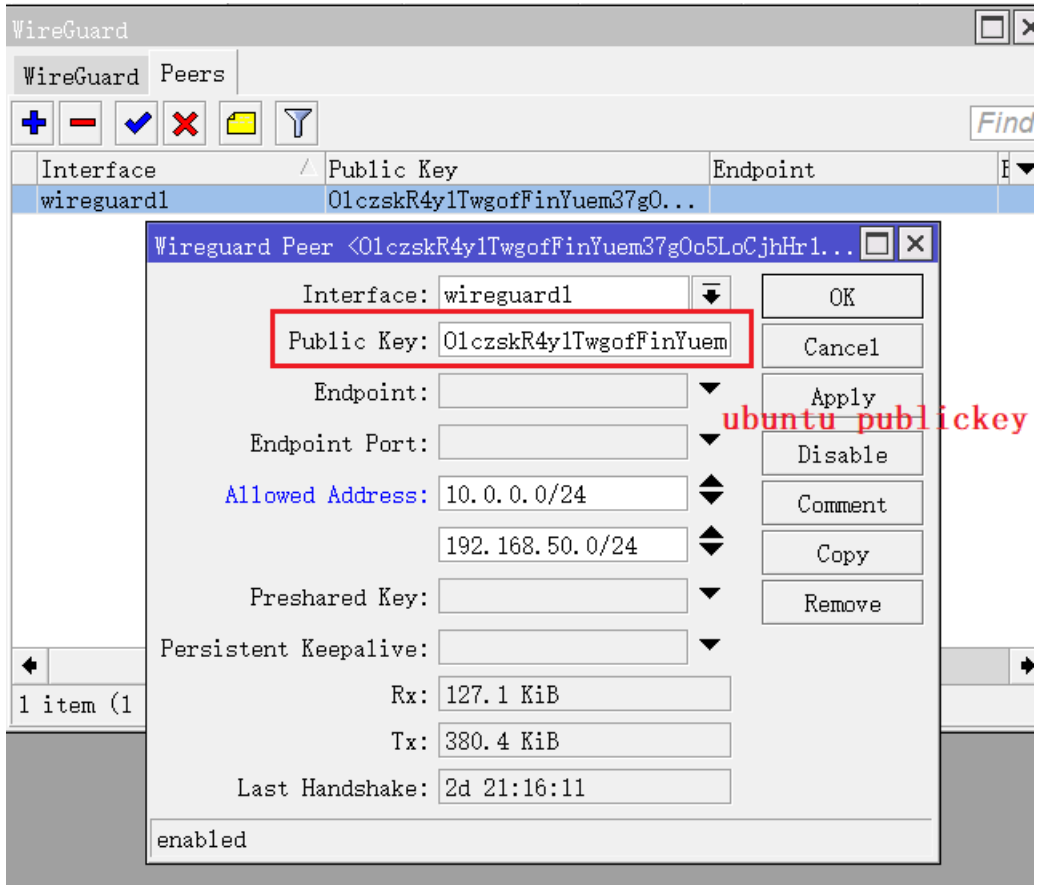 WireGuard
WireGuard Peers
Find
Interface Public Key Endpoint
wireguard1 O1czskR4y1TwgofFinYuem37gO...
Wireguard Peer <O1czskR4y1TwgofFinYuem37gOo5LoCjhHr1...
Interface: wireguard1 OK
Public Key: O1czskR4y1TwgofFinYuem Cancel
Endpoint: Apply
ubuntu publickey
Endpoint Port: Disable
Allowed Address: 10.0.0.0/24 Comment
192.168.50.0/24 Copy
Preshared Key: Remove
Persistent Keepalive:
Rx: 127.1 KiB
1 item (1
Tx: 380.4 KiB
Last Handshake: 2d 21:16:11
enabled